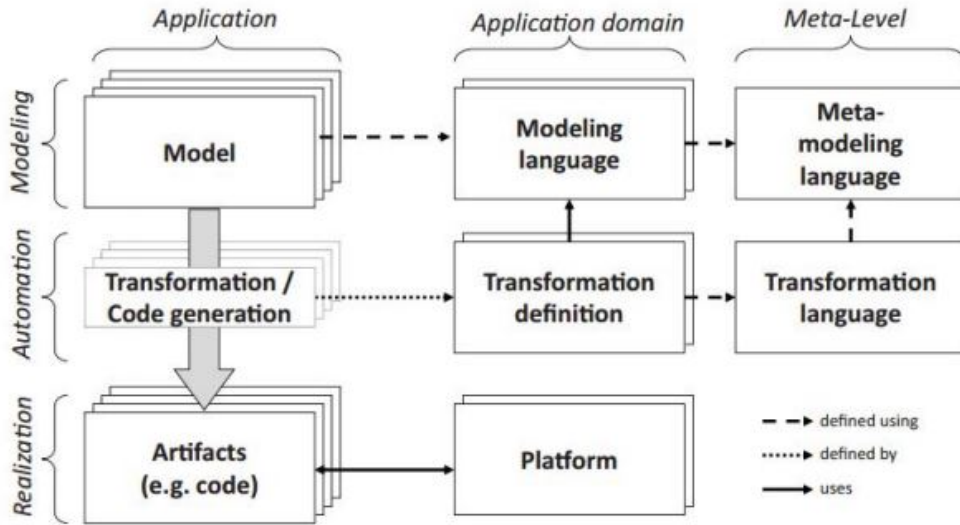 Application
Application domain
Meta-Level
Modeling
Model
Modeling
language
Meta-
modeling
language
Automation
Transformation /
Code generation
Transformation
definition
Transformation
language
Realization
Artifacts
(e.g. code)
Platform
defined using
defined by
uses